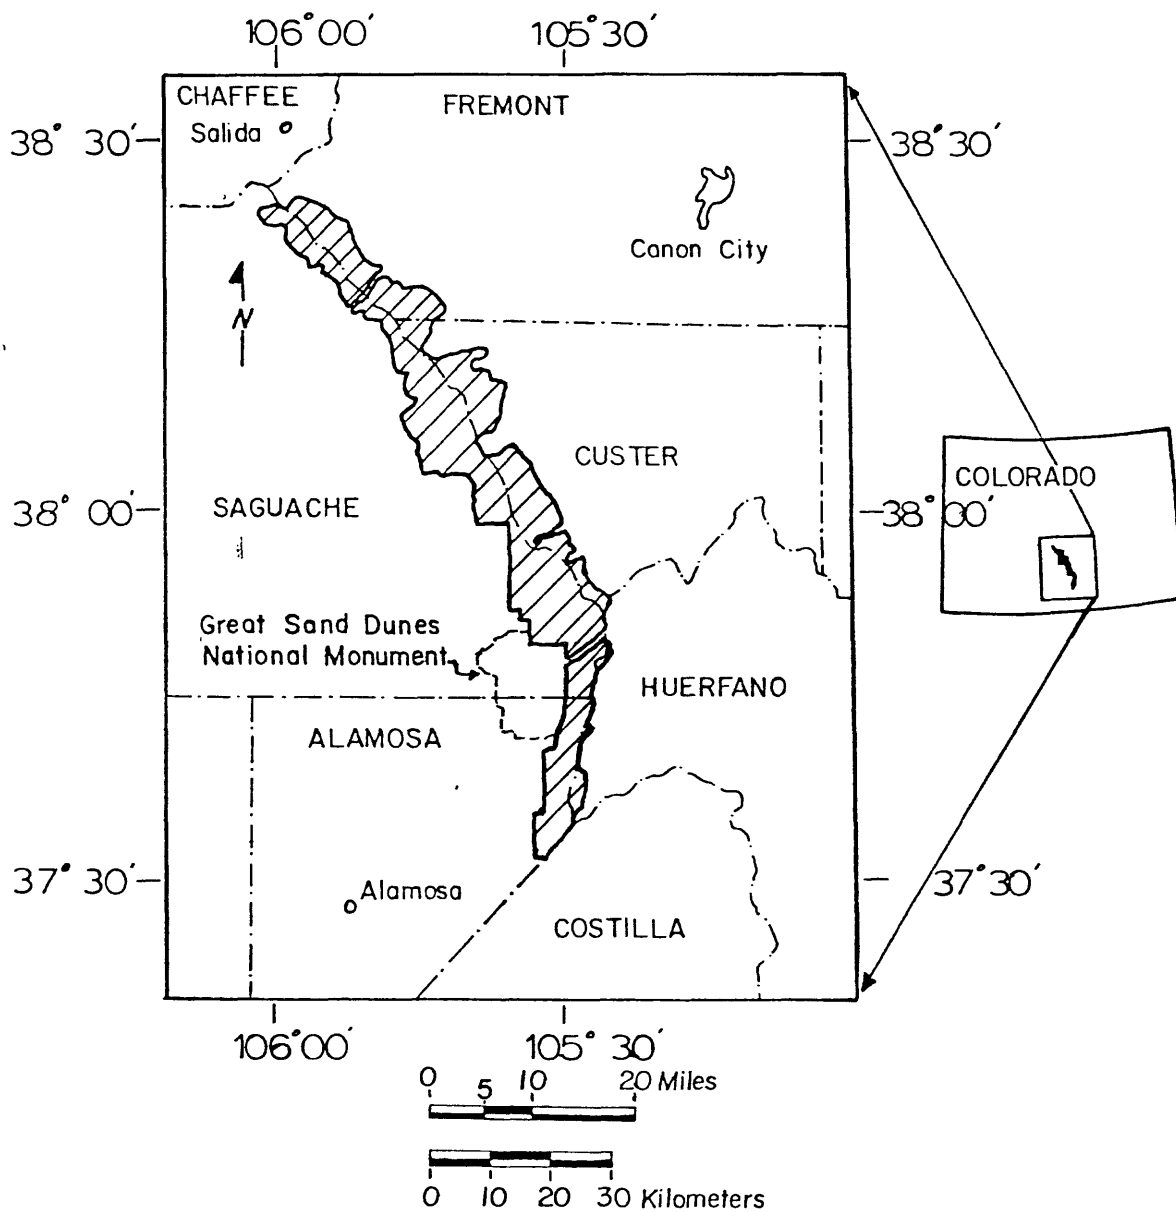 106° 00′
105° 30′
CHAFFEE
FREMONT
Salida
38° 30′
38° 30′
Canon City
N
CUSTER
COLORADO
SAGUACHE
38° 00′
38° 00′
Great Sand Dunes
National Monument
HUERFANO
ALAMOSA
37° 30′
37° 30′
Alamosa
COSTILLA
106° 00′
105° 30′
0 5 10 20 Miles
0 10 20 30 Kilometers